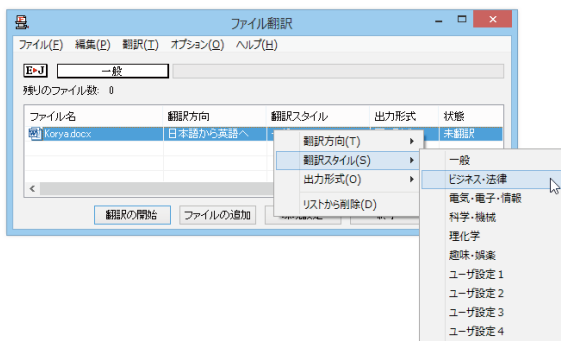 ファイル翻訳
ファイル(F) 編集(P) 翻訳(T) オプション(O) ヘルプ(H)
E▸J 一般
残りのファイル数: 0
ファイル名 翻訳方向 翻訳スタイル 出力形式 状態
Korya.docx 日本語から英語へ 未翻訳
翻訳方向(T)
翻訳スタイル(S)
出力形式(O)
リストから削除(D)
翻訳の開始 ファイルの追加
一般
ビジネス・法律
電気・電子・情報
科学・機械
理化学
趣味・娯楽
ユーザ設定 1
ユーザ設定 2
ユーザ設定 3
ユーザ設定 4